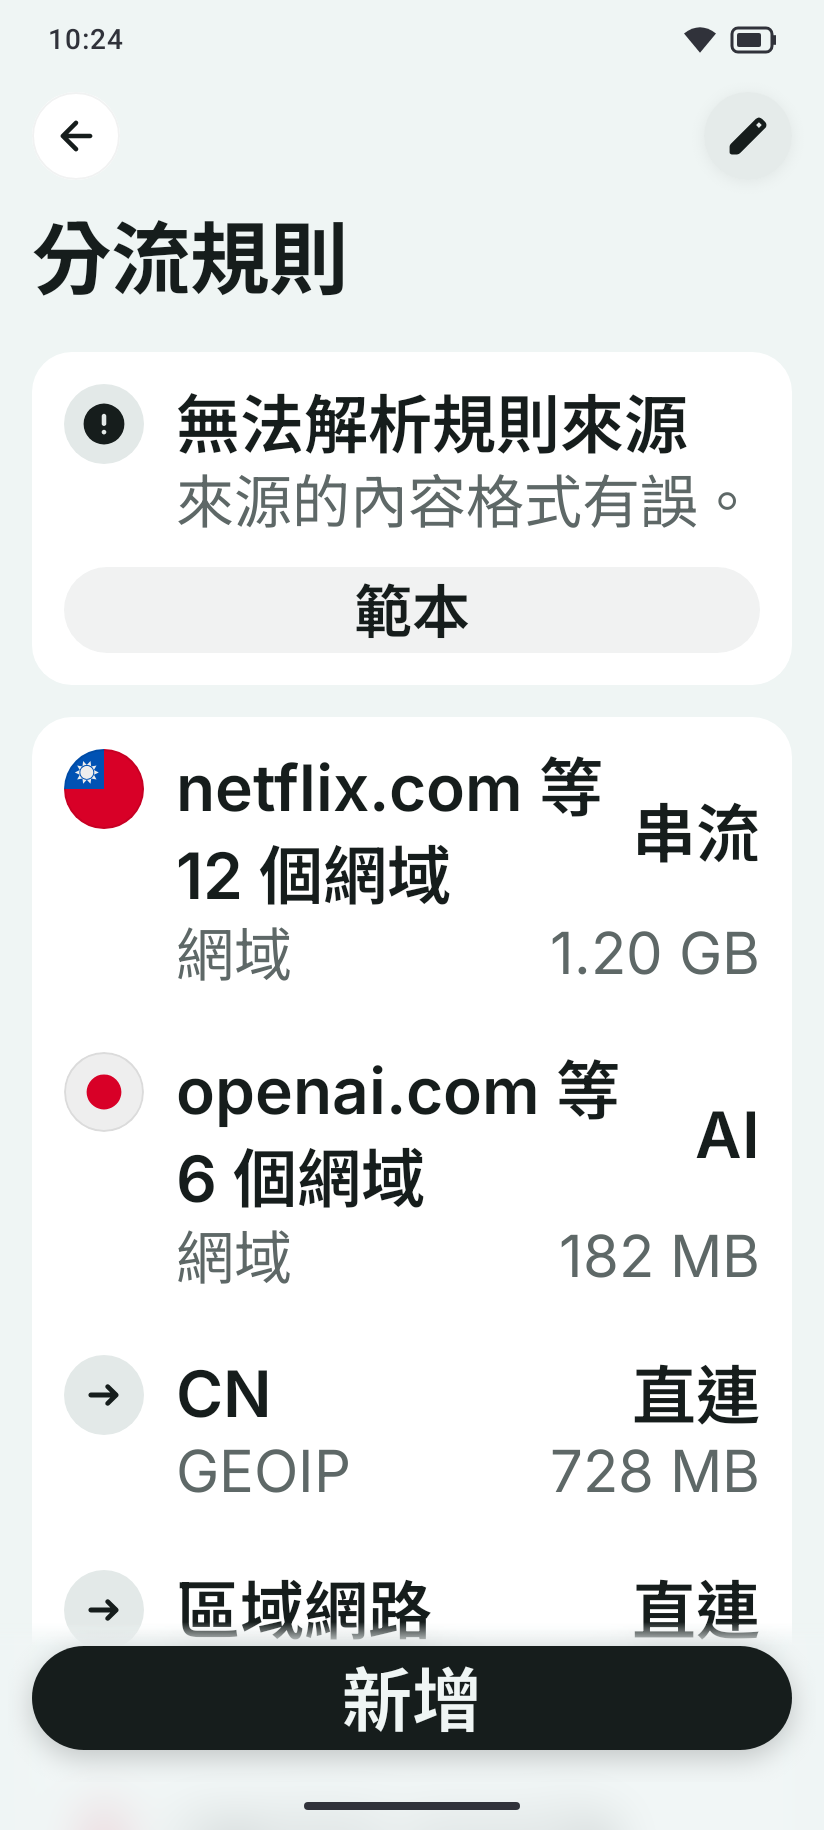 10:24
分流規則
無法解析規則來源
來源的內容格式有誤。
範本
netflix.com 等
12 個網域
串流
網域
1.20 GB
openai.com 等
6 個網域
AI
網域
182 MB
CN
直連
GEOIP
728 MB
區域網路
直連
新增